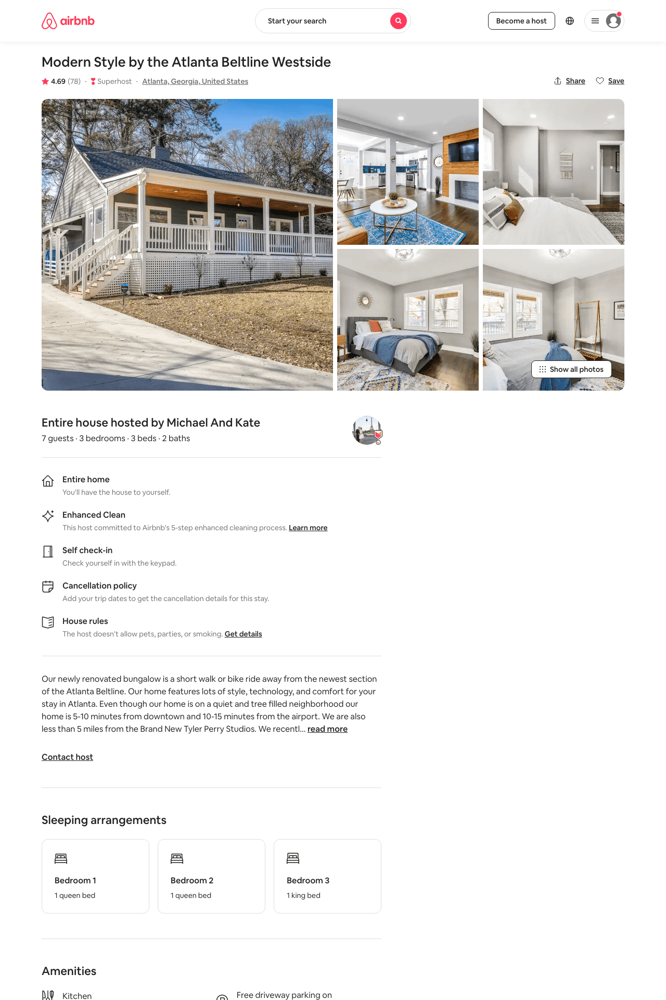 airbnb
Start your search
Become a host
Modern Style by the Atlanta Beltline Westside
4.69 (78) · Superhost · Atlanta, Georgia, United States
Share
Save
Show all photos
Entire house hosted by Michael And Kate
7 guests · 3 bedrooms · 3 beds · 2 baths
Entire home
You’ll have the house to yourself.
Enhanced Clean
This host committed to Airbnb's 5-step enhanced cleaning process. Learn more
Self check-in
Check yourself in with the keypad.
Cancellation policy
Add your trip dates to get the cancellation details for this stay.
House rules
The host doesn’t allow pets, parties, or smoking. Get details
Our newly renovated bungalow is a short walk or bike ride away from the newest section
of the Atlanta Beltline. Our home features lots of style, technology, and comfort for your
stay in Atlanta. Even though our home is on a quiet and tree filled neighborhood our
home is 5-10 minutes from downtown and 10-15 minutes from the airport. We are also
less than 5 miles from the Brand New Tyler Perry Studios. We recentl... read more
Contact host
Sleeping arrangements
Bedroom 1
1 queen bed
Bedroom 2
1 queen bed
Bedroom 3
1 king bed
Amenities
Kitchen
Free driveway parking on